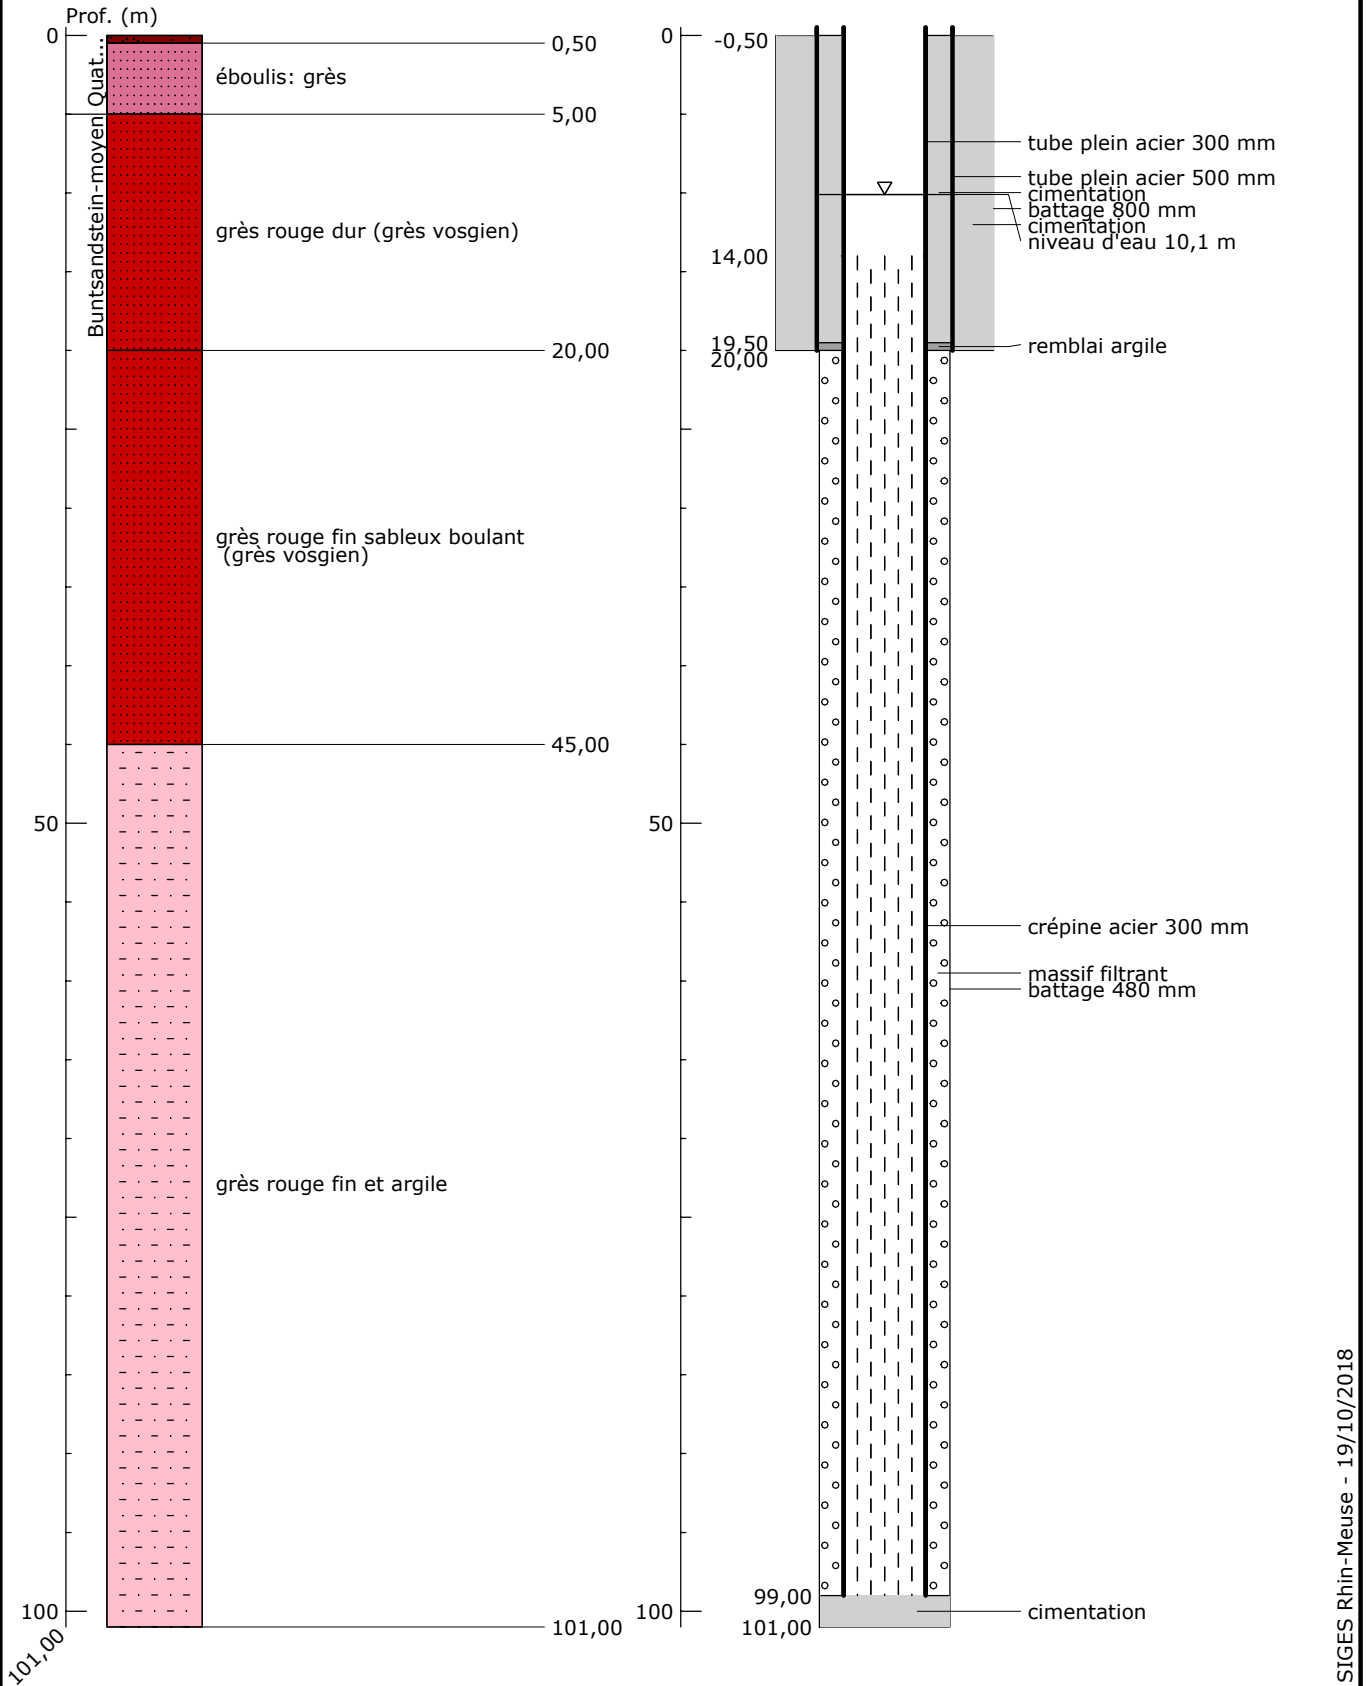 Prof. (m)
0
0,50
éboulis: grès
5,00
Quat...
Buntsandstein-moyen
grès rouge dur (grès vosgien)
20,00
grès rouge fin sableux boulant
(grès vosgien)
45,00
50
grès rouge fin et argile
100
101,00
101,00
0
-0,50
tube plein acier 300 mm
tube plein acier 500 mm
cimentation
battage 800 mm
cimentation
niveau d'eau 10,1 m
14,00
19,50
20,00
remblai argile
50
crépine acier 300 mm
massif filtrant
battage 480 mm
99,00
100
101,00
cimentation
SIGES Rhin-Meuse - 19/10/2018